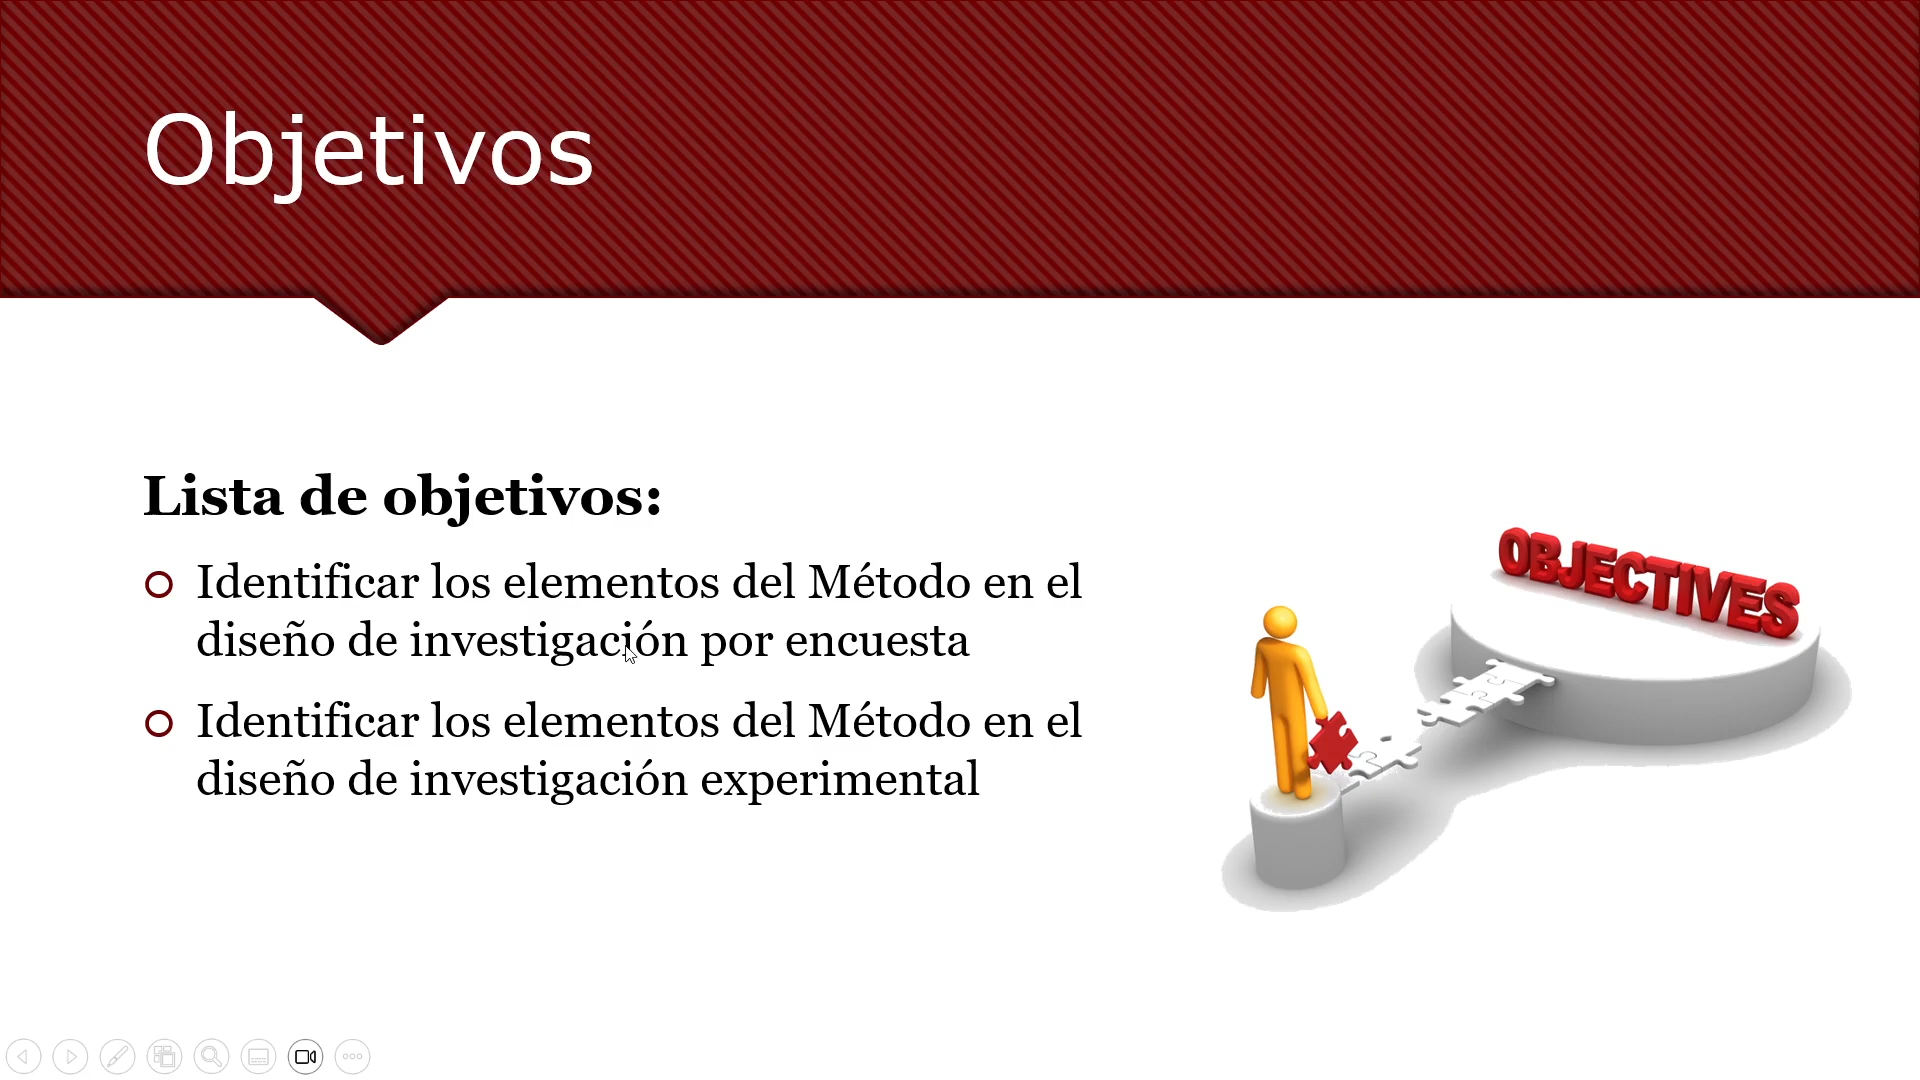 Objetivos
Lista de objetivos:
Identificar los elementos del Método en el
diseño de investigación por encuesta
Identificar los elementos del Método en el
diseño de investigación experimental
OBJECTIVES